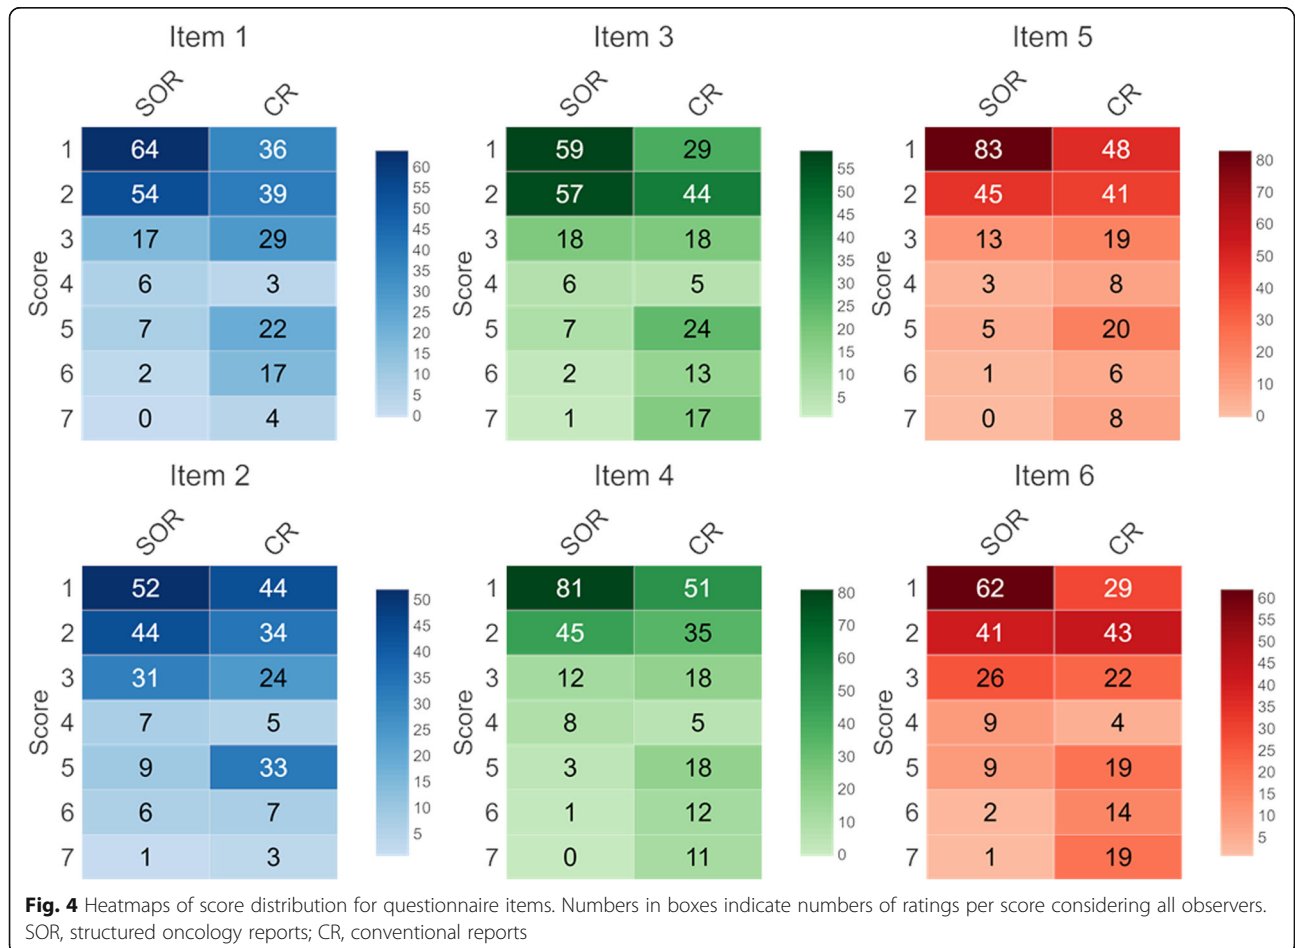 Item 1
SOR CR
1 64 36
2 54 39
3 17 29
4 6 3
5 7 22
6 2 17
7 0 4
Score
60
55
50
45
40
35
30
25
20
15
10
5
0
Item 3
SOR CR
1 59 29
2 57 44
3 18 18
4 6 5
5 7 24
6 2 13
7 1 17
Score
55
50
45
40
35
30
25
20
15
10
5
Item 5
SOR CR
1 83 48
2 45 41
3 13 19
4 3 8
5 5 20
6 1 6
7 0 8
Score
80
70
60
50
40
30
20
10
0
Item 2
SOR CR
1 52 44
2 44 34
3 31 24
4 7 5
5 9 33
6 6 7
7 1 3
Score
50
45
40
35
30
25
20
15
10
5
Item 4
SOR CR
1 81 51
2 45 35
3 12 18
4 8 5
5 3 18
6 1 12
7 0 11
Score
80
70
60
50
40
30
20
10
0
Item 6
SOR CR
1 62 29
2 41 43
3 26 22
4 9 4
5 9 19
6 2 14
7 1 19
Score
60
55
50
45
40
35
30
25
20
15
10
5
Fig. 4 Heatmaps of score distribution for questionnaire items. Numbers in boxes indicate numbers of ratings per score considering all observers.
SOR, structured oncology reports; CR, conventional reports